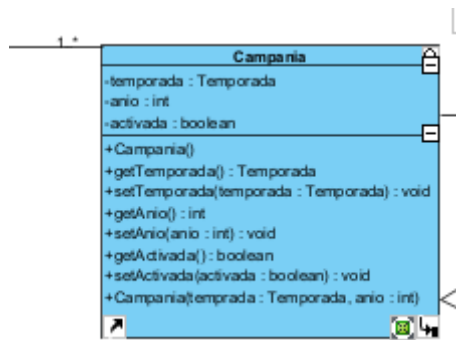 1..*
Campania
-temporada : Temporada
-anio : int
-activada : boolean
+Campania()
+getTemporada() : Temporada
+setTemporada(temporada : Temporada) : void
+getAnio() : int
+setAnio(anio : int) : void
+getActivada() : boolean
+setActivada(activada : boolean) : void
+Campania(temprada : Temporada, anio : int)